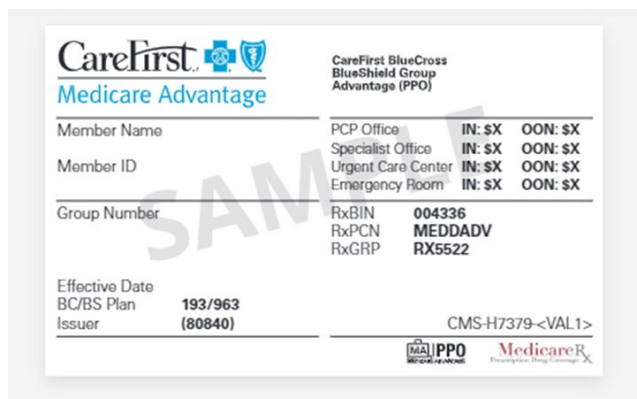 CareFirst
Medicare Advantage
CareFirst BlueCross
BlueShield Group
Advantage (PPO)
Member Name
Member ID
PCP Office IN: $X OON: $X
Specialist Office IN: $X OON: $X
Urgent Care Center IN: $X OON: $X
Emergency Room IN: $X OON: $X
SAMPLE
Group Number
RxBIN 004336
RxPCN MEDDADV
RxGRP RX5522
Effective Date
BC/BS Plan 193/963
Issuer (80840)
CMS-H7379-<VAL1>
MA PPO
MEDICARE ADVANTAGE
MedicareRx
Prescription Drug Coverage